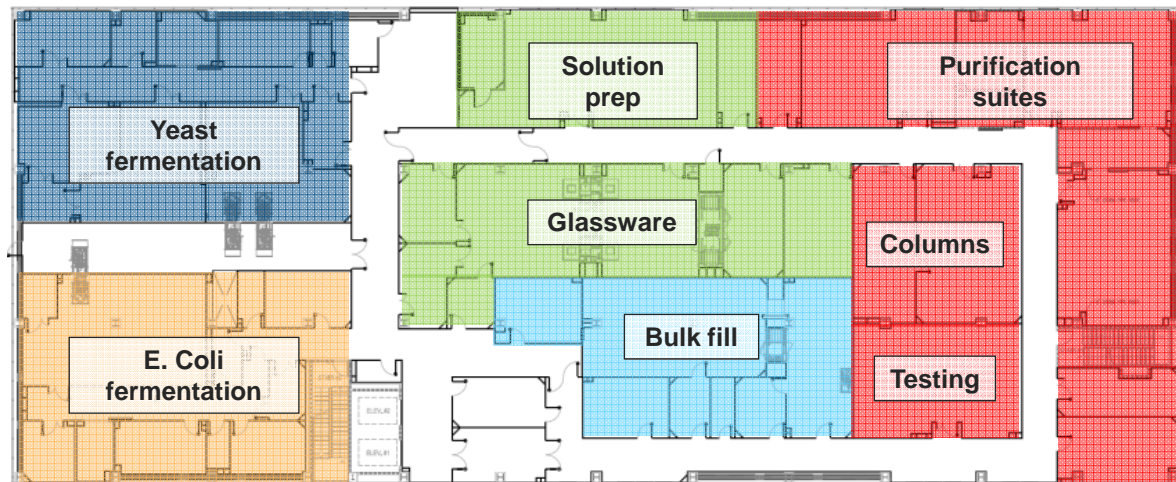 Solution
prep
Purification
suites
Yeast
fermentation
Glassware
Columns
Bulk fill
E. Coli
fermentation
Testing